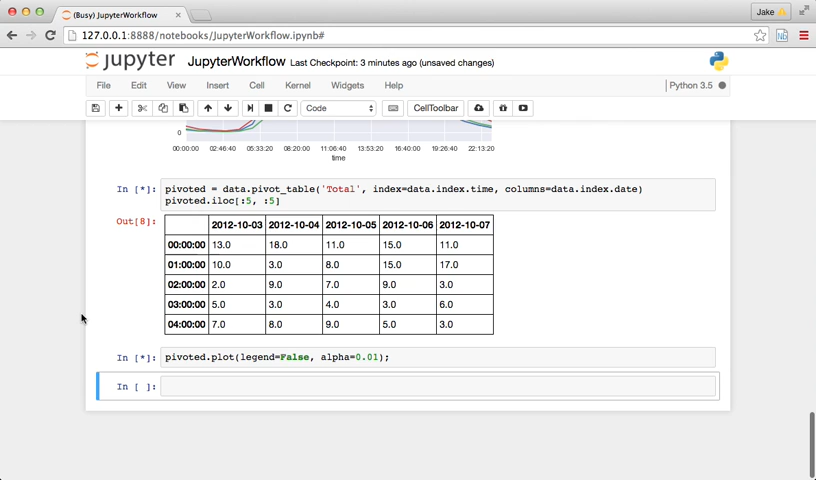 (Busy) JupyterWorkflow
Jake
127.0.0.1:8888/notebooks/JupyterWorkflow.ipynb#
jupyter JupyterWorkflow Last Checkpoint: 3 minutes ago (unsaved changes)
File Edit View Insert Cell Kernel Widgets Help Python 3.5
Code CellToolbar
0
00:00:00 02:46:40 05:33:20 08:20:00 11:06:40 13:53:20 16:40:00 19:26:40 22:13:20
time
In [*]: pivoted = data.pivot_table('Total', index=data.index.time, columns=data.index.date)
pivoted.iloc[:5, :5]
Out[8]: 2012-10-03 2012-10-04 2012-10-05 2012-10-06 2012-10-07
00:00:00 13.0 18.0 11.0 15.0 11.0
01:00:00 10.0 3.0 8.0 15.0 17.0
02:00:00 2.0 9.0 7.0 9.0 3.0
03:00:00 5.0 3.0 4.0 3.0 6.0
04:00:00 7.0 8.0 9.0 5.0 3.0
In [*]: pivoted.plot(legend=False, alpha=0.01);
In [ ]: